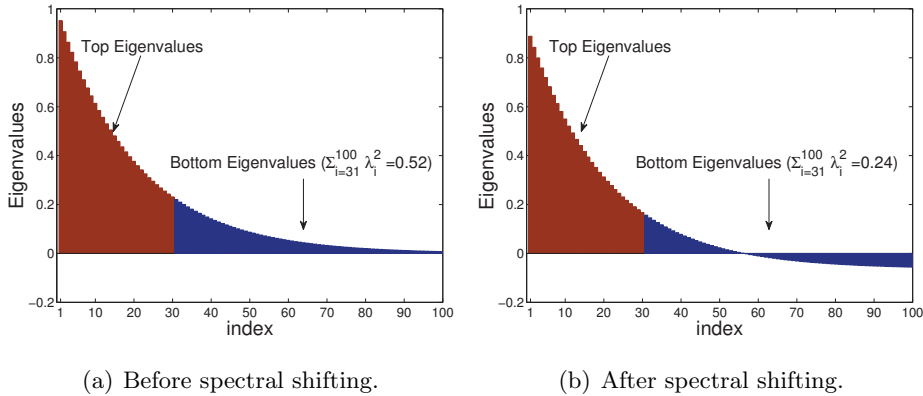 1
0.8
0.6
0.4
0.2
0
−0.2
Eigenvalues
Top Eigenvalues
Bottom Eigenvalues (Σ_{i=31}^{100} λ_i^2 =0.52)
1 10 20 30 40 50 60 70 80 90 100
index
(a) Before spectral shifting.
1
0.8
0.6
0.4
0.2
0
−0.2
Eigenvalues
Top Eigenvalues
Bottom Eigenvalues (Σ_{i=31}^{100} λ_i^2 =0.24)
1 10 20 30 40 50 60 70 80 90 100
index
(b) After spectral shifting.